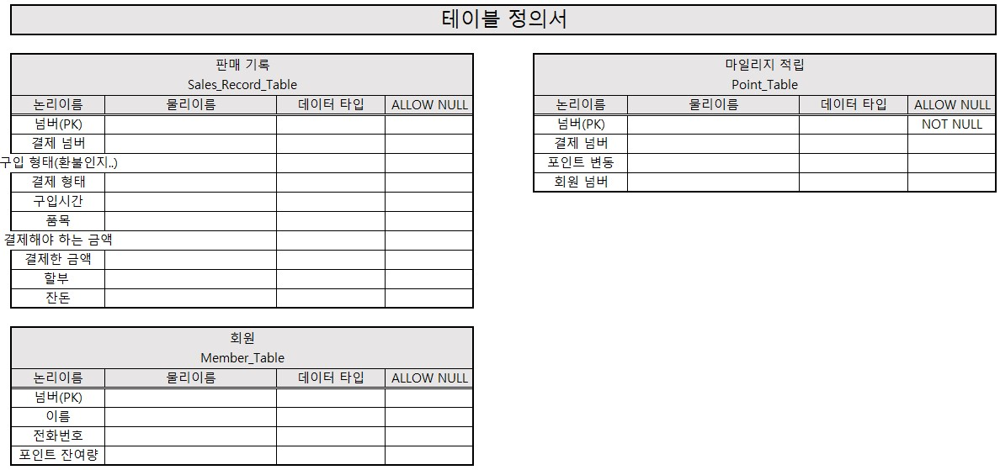 테이블 정의서
판매 기록
Sales_Record_Table
논리이름 물리이름 데이터 타입 ALLOW NULL
넘버(PK)
결제 넘버
구입 형태(환불인지..)
결제 형태
구입시간
품목
결제해야 하는 금액
결제한 금액
할부
잔돈
마일리지 적립
Point_Table
논리이름 물리이름 데이터 타입 ALLOW NULL
넘버(PK) NOT NULL
결제 넘버
포인트 변동
회원 넘버
회원
Member_Table
논리이름 물리이름 데이터 타입 ALLOW NULL
넘버(PK)
이름
전화번호
포인트 잔여량